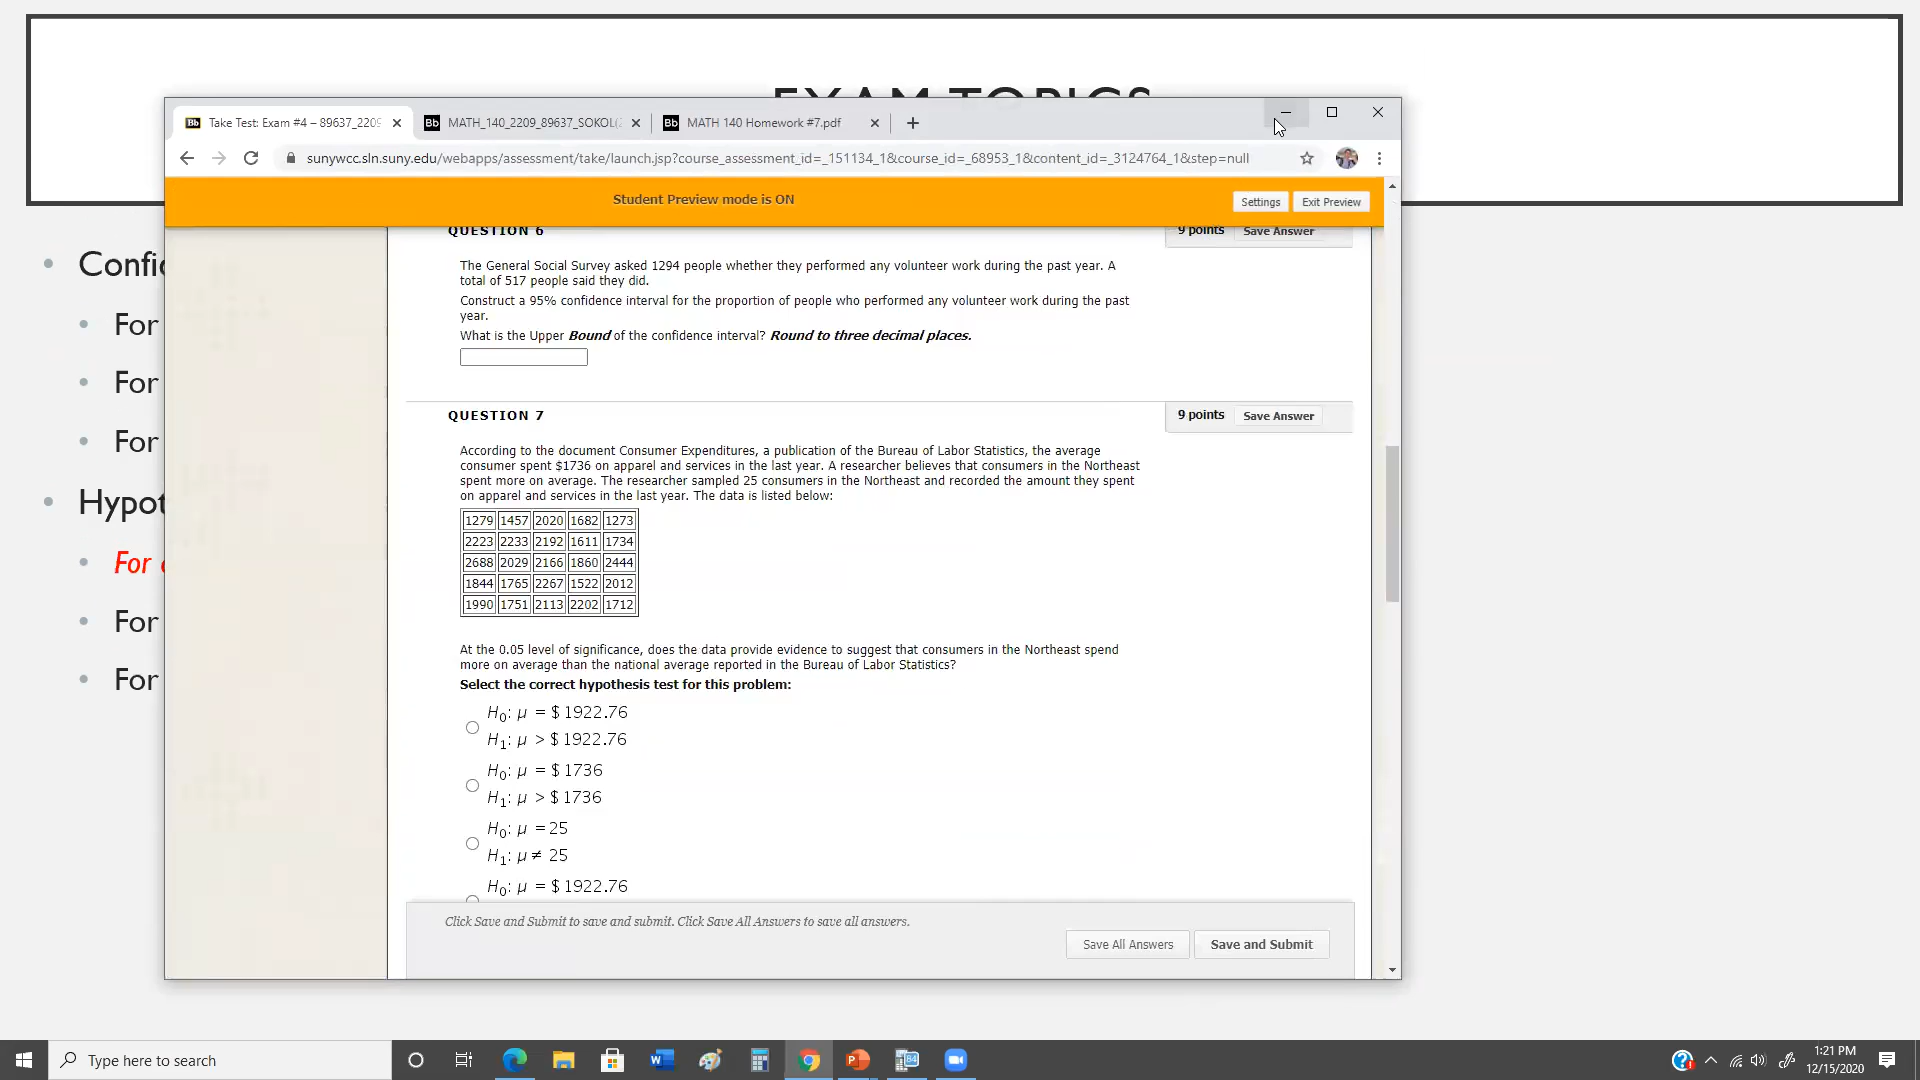 EXAM TOPICS
Take Test: Exam #4 – 89637_2209
MATH_140_2209_89637_SOKOL(2
MATH 140 Homework #7.pdf
sunywcc.sln.suny.edu/webapps/assessment/take/launch.jsp?course_assessment_id=_151134_1&course_id=_68953_1&content_id=_3124764_1&step=null
Student Preview mode is ON
Settings
Exit Preview
QUESTION 6
9 points
Save Answer
The General Social Survey asked 1294 people whether they performed any volunteer work during the past year. A
total of 517 people said they did.
Construct a 95% confidence interval for the proportion of people who performed any volunteer work during the past
year.
What is the Upper Bound of the confidence interval? Round to three decimal places.
QUESTION 7
9 points
Save Answer
According to the document Consumer Expenditures, a publication of the Bureau of Labor Statistics, the average
consumer spent $1736 on apparel and services in the last year. A researcher believes that consumers in the Northeast
spent more on average. The researcher sampled 25 consumers in the Northeast and recorded the amount they spent
on apparel and services in the last year. The data is listed below:
1279 1457 2020 1682 1273
2223 2233 2192 1611 1734
2688 2029 2166 1860 2444
1844 1765 2267 1522 2012
1990 1751 2113 2202 1712
At the 0.05 level of significance, does the data provide evidence to suggest that consumers in the Northeast spend
more on average than the national average reported in the Bureau of Labor Statistics?
Select the correct hypothesis test for this problem:
H0: μ = $ 1922.76
H1: μ > $ 1922.76
H0: μ = $ 1736
H1: μ > $ 1736
H0: μ = 25
H1: μ ≠ 25
H0: μ = $ 1922.76
Click Save and Submit to save and submit. Click Save All Answers to save all answers.
Save All Answers
Save and Submit
Confi
For
For
For
Hypot
For
For
For
Type here to search
1:21 PM
12/15/2020